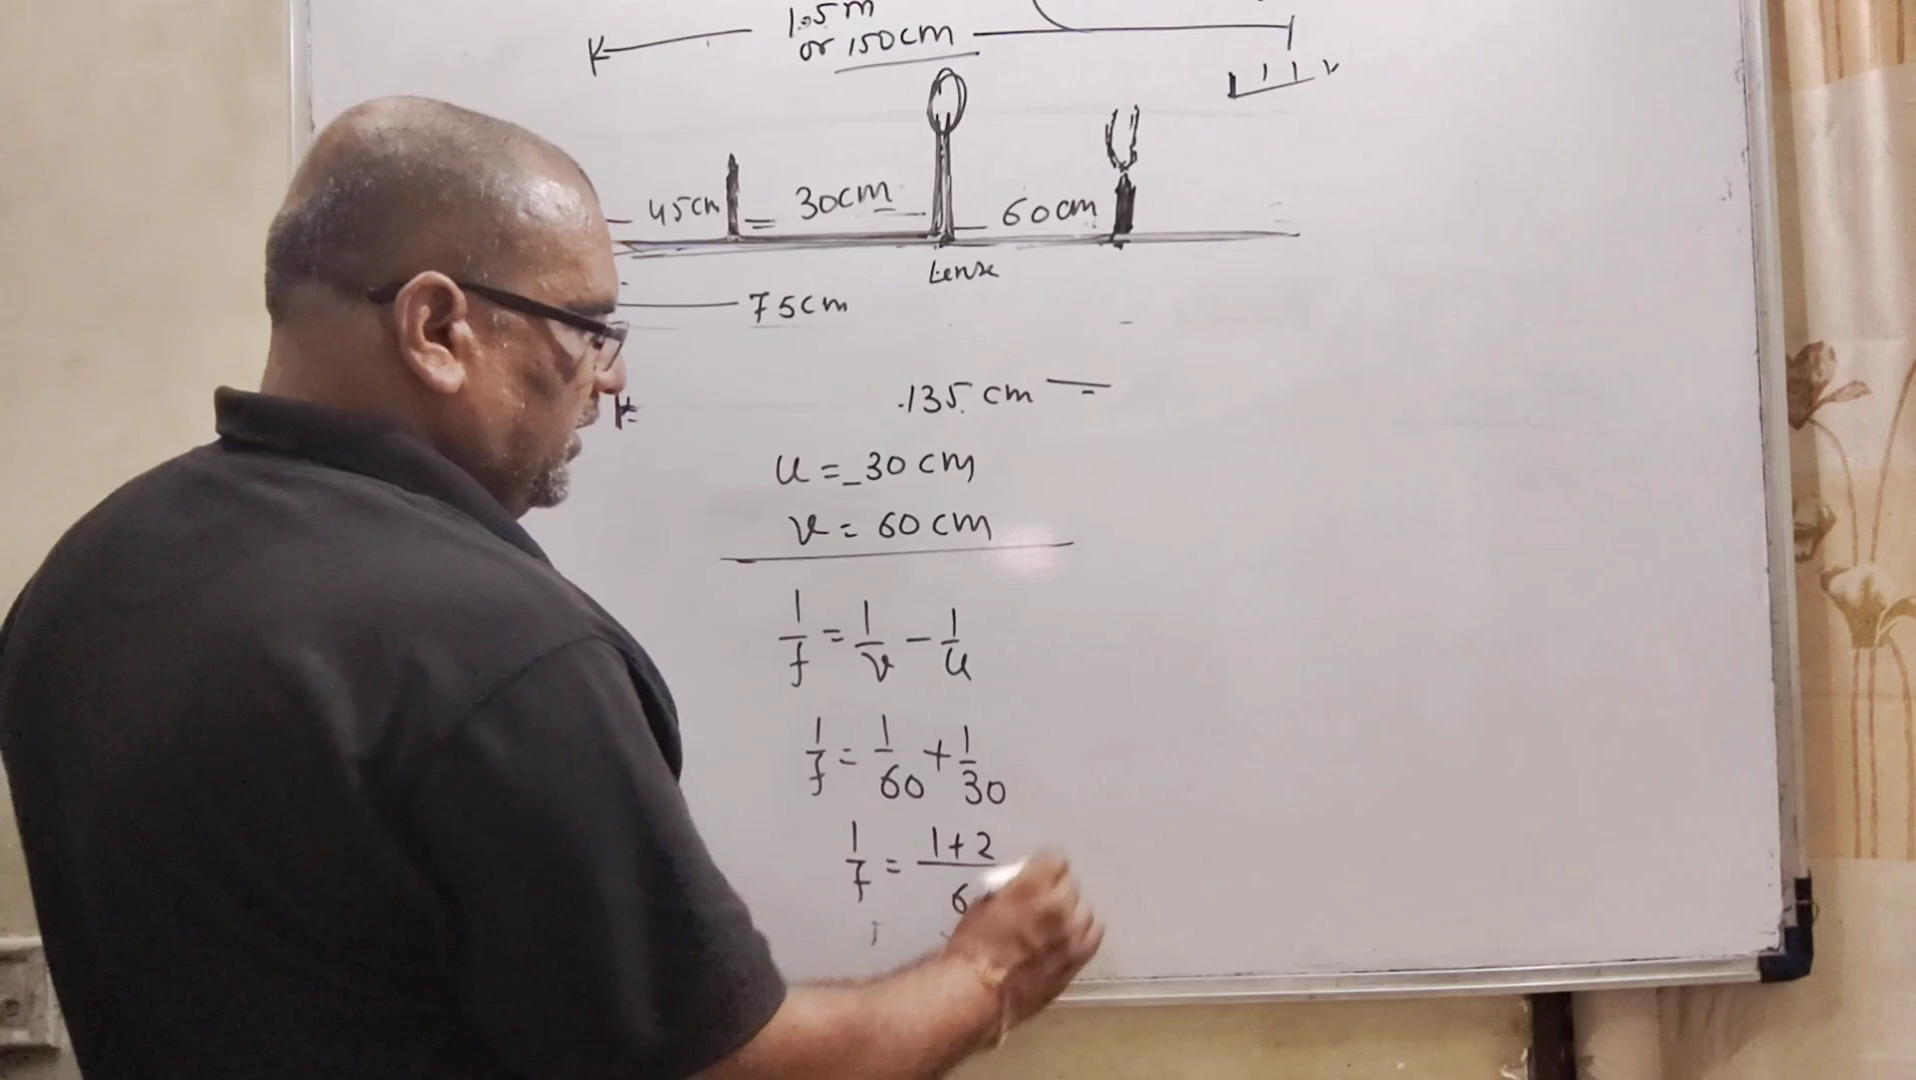 1.5m
or 150cm
45cm 30cm 60cm
Lense
75cm
135 cm
u = -30 cm
v = 60 cm
1/f = 1/v - 1/u
1/f = 1/60 + 1/30
1/f = 1+2